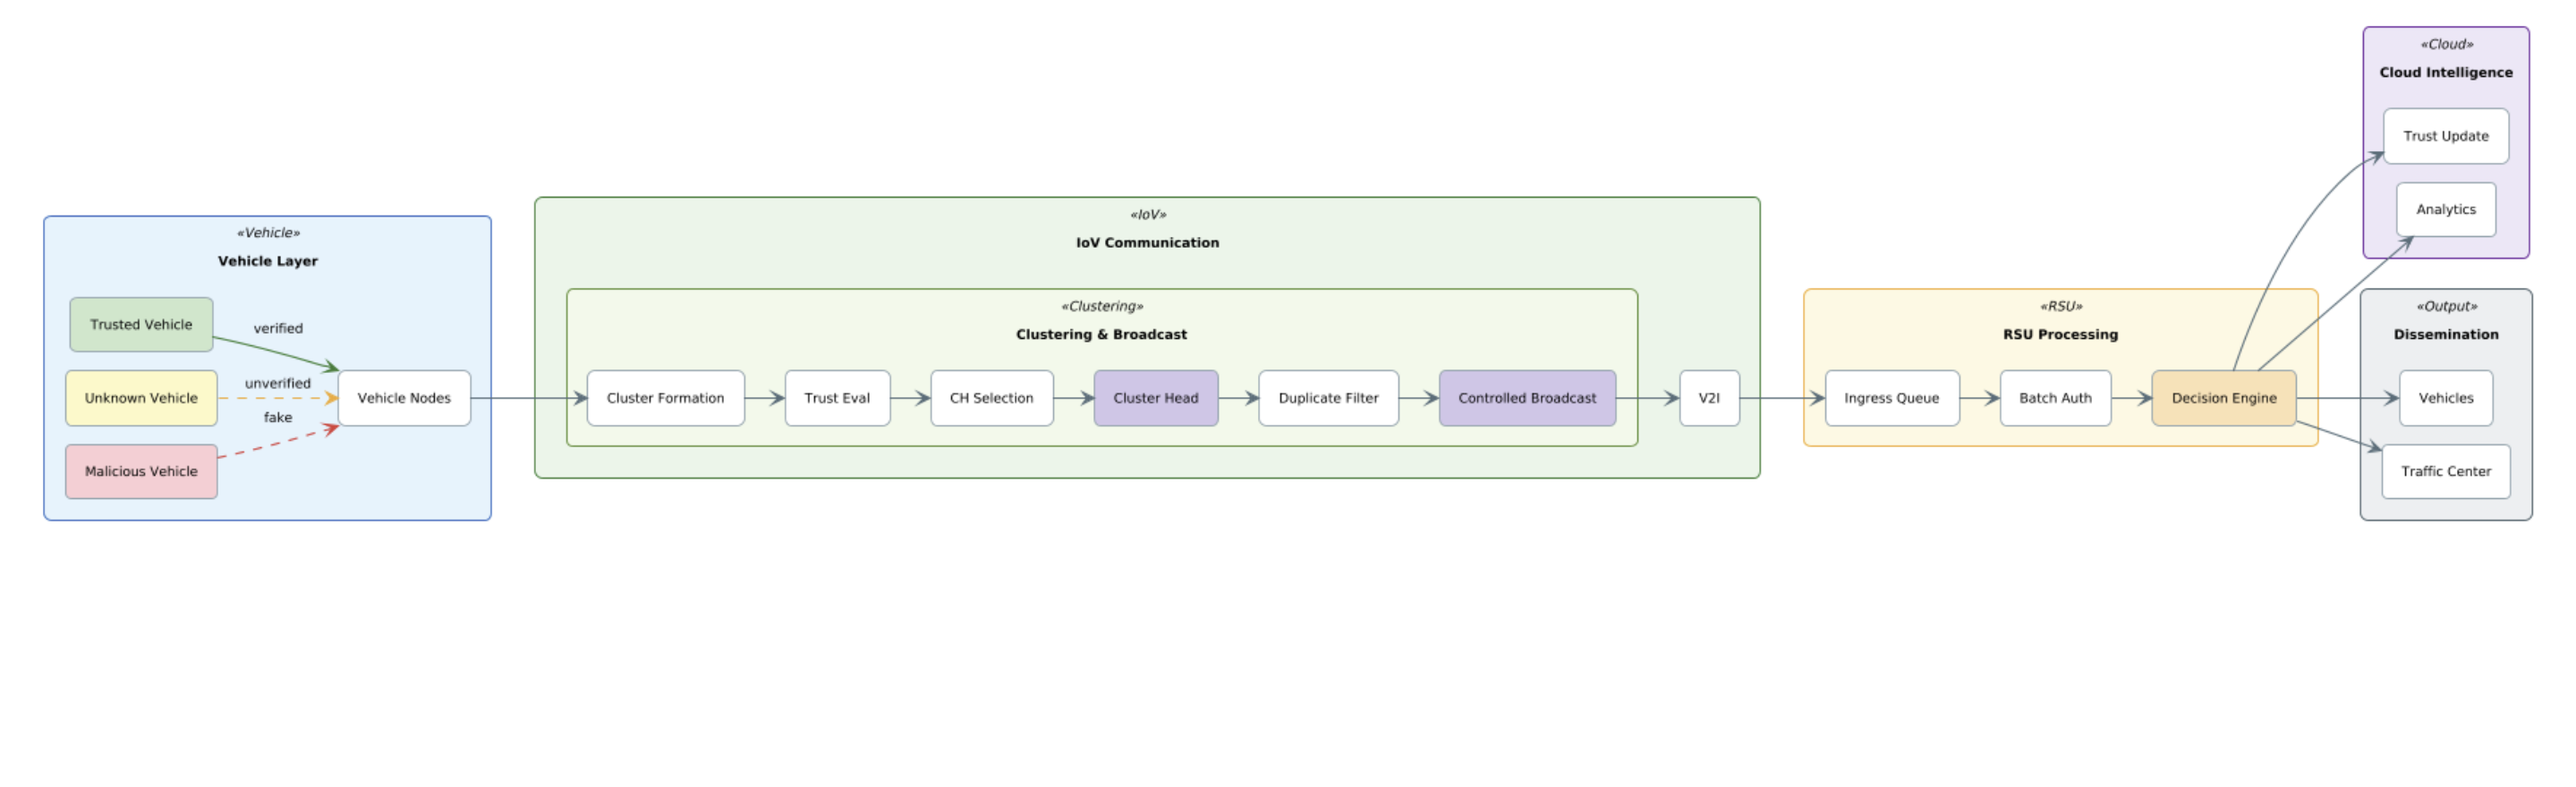 «Vehicle»
Vehicle Layer
Trusted Vehicle
verified
Unknown Vehicle
unverified
Malicious Vehicle
fake
Vehicle Nodes
«IoV»
IoV Communication
«Clustering»
Clustering & Broadcast
Cluster Formation
Trust Eval
CH Selection
Cluster Head
Duplicate Filter
Controlled Broadcast
V2I
«RSU»
RSU Processing
Ingress Queue
Batch Auth
Decision Engine
«Cloud»
Cloud Intelligence
Trust Update
Analytics
«Output»
Dissemination
Vehicles
Traffic Center